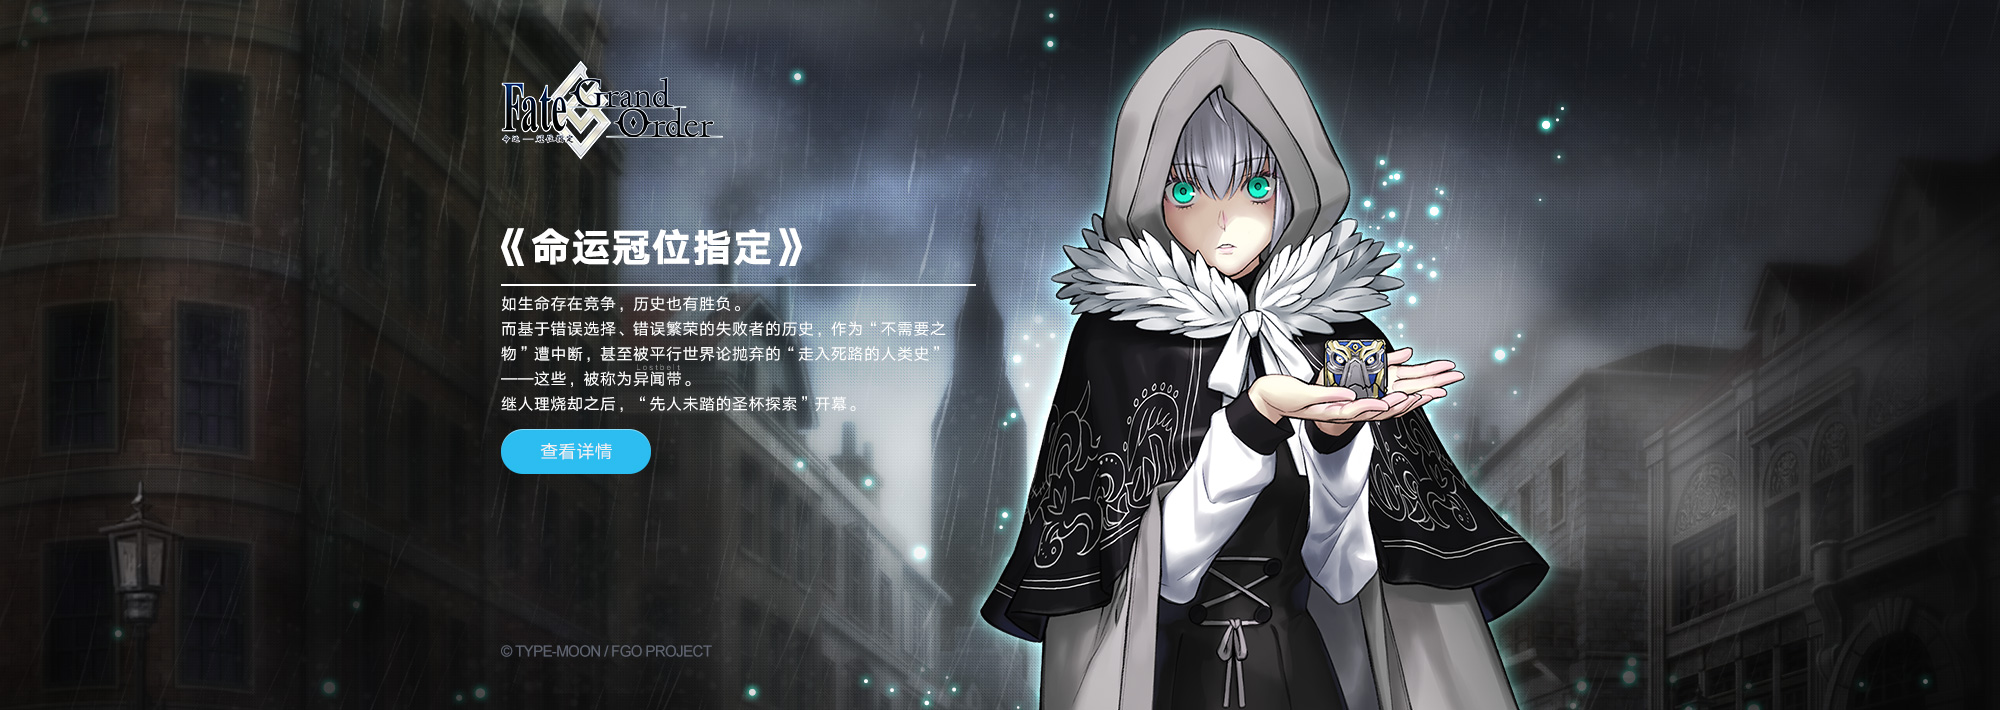 Fate
Grand
Order
命运—冠位指定
《命运冠位指定》
如生命存在竞争，历史也有胜负。
而基于错误选择、错误繁荣的失败者的历史，作为“不需要之
物”遭中断，甚至被平行世界论抛弃的“走入死路的人类史”
Lostbelt
——这些，被称为异闻带。
继人理烧却之后，“先人未踏的圣杯探索”开幕。
查看详情
© TYPE-MOON / FGO PROJECT